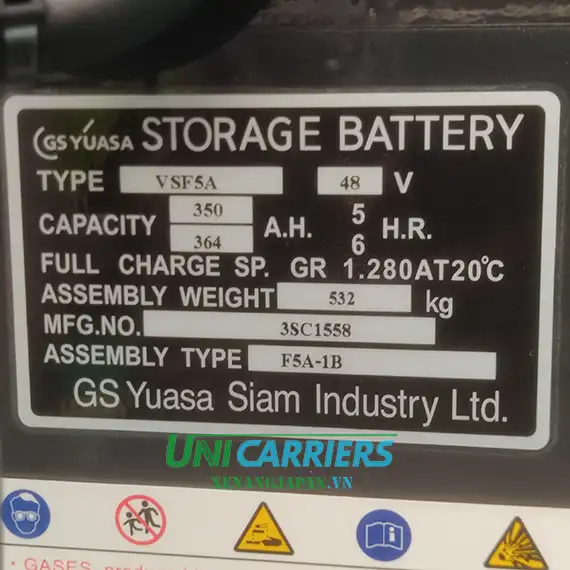 GS YUASA STORAGE BATTERY
TYPE VSF5A 48 V
CAPACITY 350 A.H. 5 H.R.
364 6
FULL CHARGE SP. GR 1.280AT20℃
ASSEMBLY WEIGHT 532 kg
MFG.NO. 3SC1558
ASSEMBLY TYPE F5A-1B
GS Yuasa Siam Industry Ltd.
UNICARRIERS
XENANGJAPAN.VN
· GASES